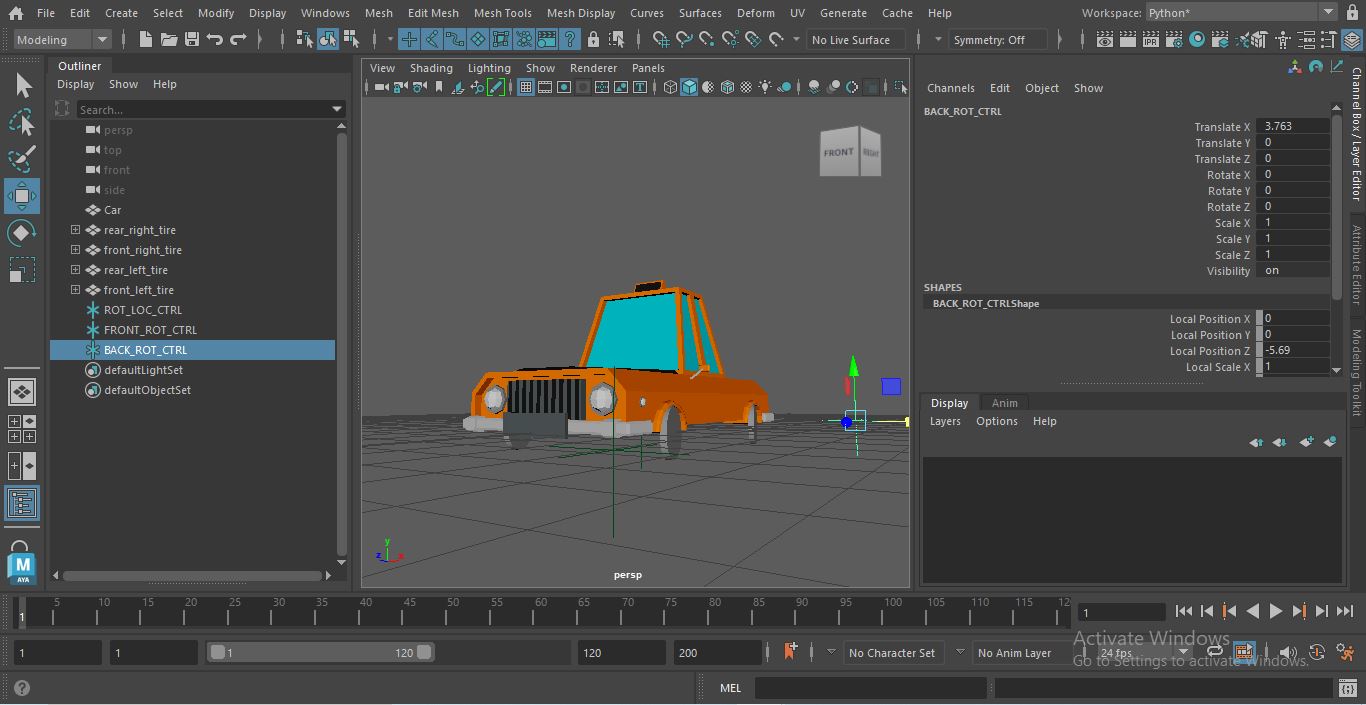 File Edit Create Select Modify Display Windows Mesh Edit Mesh Mesh Tools Mesh Display Curves Surfaces Deform UV Generate Cache Help Workspace: Python*
Modeling No Live Surface Symmetry: Off IPR
Outliner
Display Show Help
Search...
persp
top
front
side
Car
rear_right_tire
front_right_tire
rear_left_tire
front_left_tire
ROT_LOC_CTRL
FRONT_ROT_CTRL
BACK_ROT_CTRL
defaultLightSet
defaultObjectSet
M
AYA
View Shading Lighting Show Renderer Panels
FRONT RIGHT
y
z x
persp
Channels Edit Object Show
BACK_ROT_CTRL
Translate X 3.763
Translate Y 0
Translate Z 0
Rotate X 0
Rotate Y 0
Rotate Z 0
Scale X 1
Scale Y 1
Scale Z 1
Visibility on
SHAPES
BACK_ROT_CTRLShape
Local Position X 0
Local Position Y 0
Local Position Z -5.69
Local Scale X 1
Display Anim
Layers Options Help
Channel Box / Layer Editor
Attribute Editor
Modeling Toolkit
5 10 15 20 25 30 35 40 45 50 55 60 65 70 75 80 85 90 95 100 105 110 115 12
1 1
Activate Windows
Go to Settings to activate Windows.
1 1 1 120 120 200 No Character Set No Anim Layer 24 fps
MEL